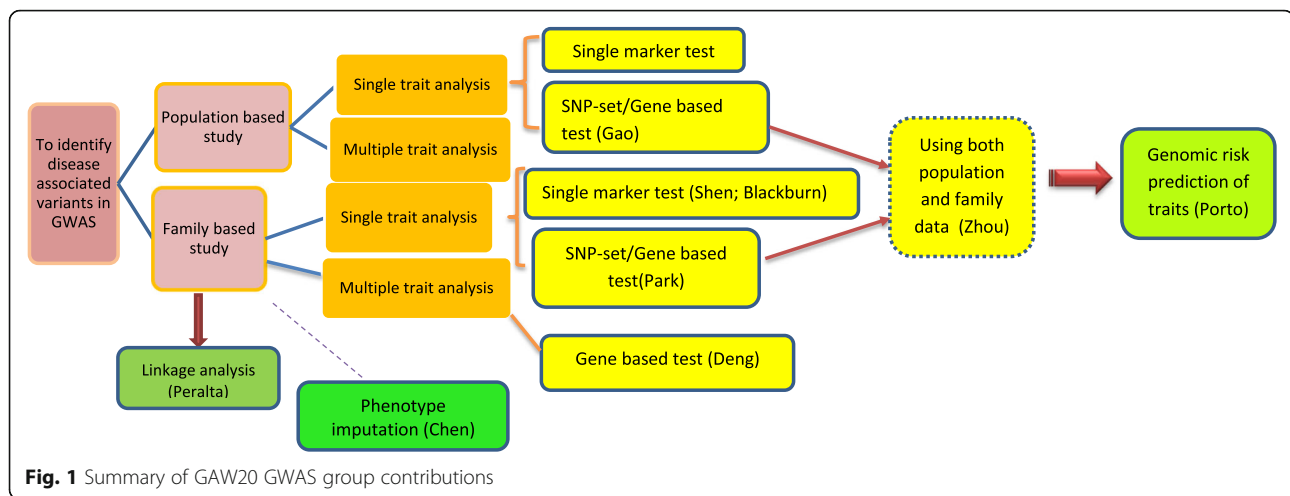 To identify
disease
associated
variants in
GWAS
Population based
study
Family based
study
Linkage analysis
(Peralta)
Phenotype
imputation (Chen)
Single trait analysis
Multiple trait analysis
Single trait analysis
Multiple trait analysis
Single marker test
SNP-set/Gene based
test (Gao)
Single marker test (Shen; Blackburn)
SNP-set/Gene based
test(Park)
Gene based test (Deng)
Using both
population
and family
data (Zhou)
Genomic risk
prediction of
traits (Porto)
Fig. 1 Summary of GAW20 GWAS group contributions